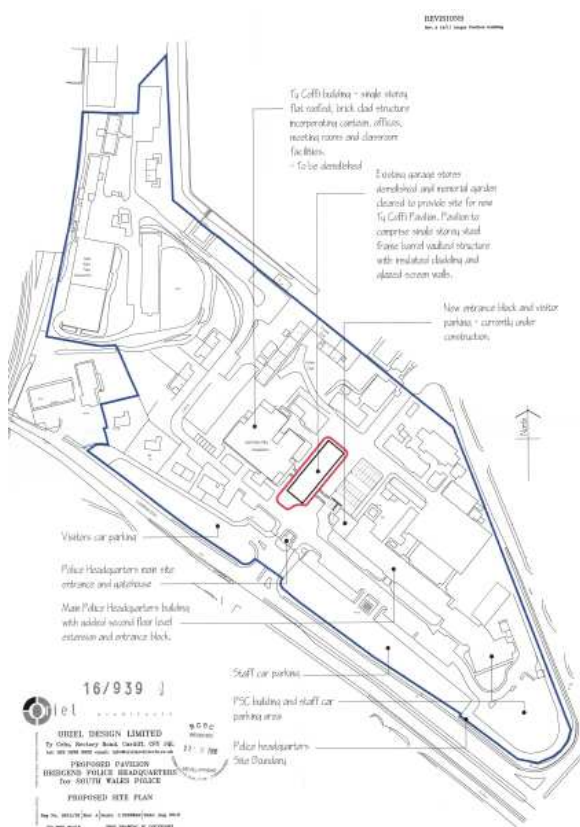 REVISIONS
Ty Coffi building - single storey
flat roofed, brick clad structure
incorporating canteen, offices,
meeting rooms and classroom
facilities.
- To be demolished
Existing garage stores
demolished and memorial garden
cleared to provide site for new
Ty Coffi Pavilion. Pavilion to
comprise single storey steel
frame barrel vaulted structure
with insulated cladding and
glazed screen walls.
New entrance block and visitor
parking - currently under
construction.
North
Visitors car parking
Police Headquarters main site
entrance and gatehouse
Main Police Headquarters building
with added second floor level
extension and entrance block.
Staff car parking
PSC building and staff car
parking area
Police headquarters
Site Boundary
16/939
Oriel
ORIEL DESIGN LIMITED
PROPOSED PAVILION
BRIDGEND POLICE HEADQUARTERS
for SOUTH WALES POLICE
PROPOSED SITE PLAN